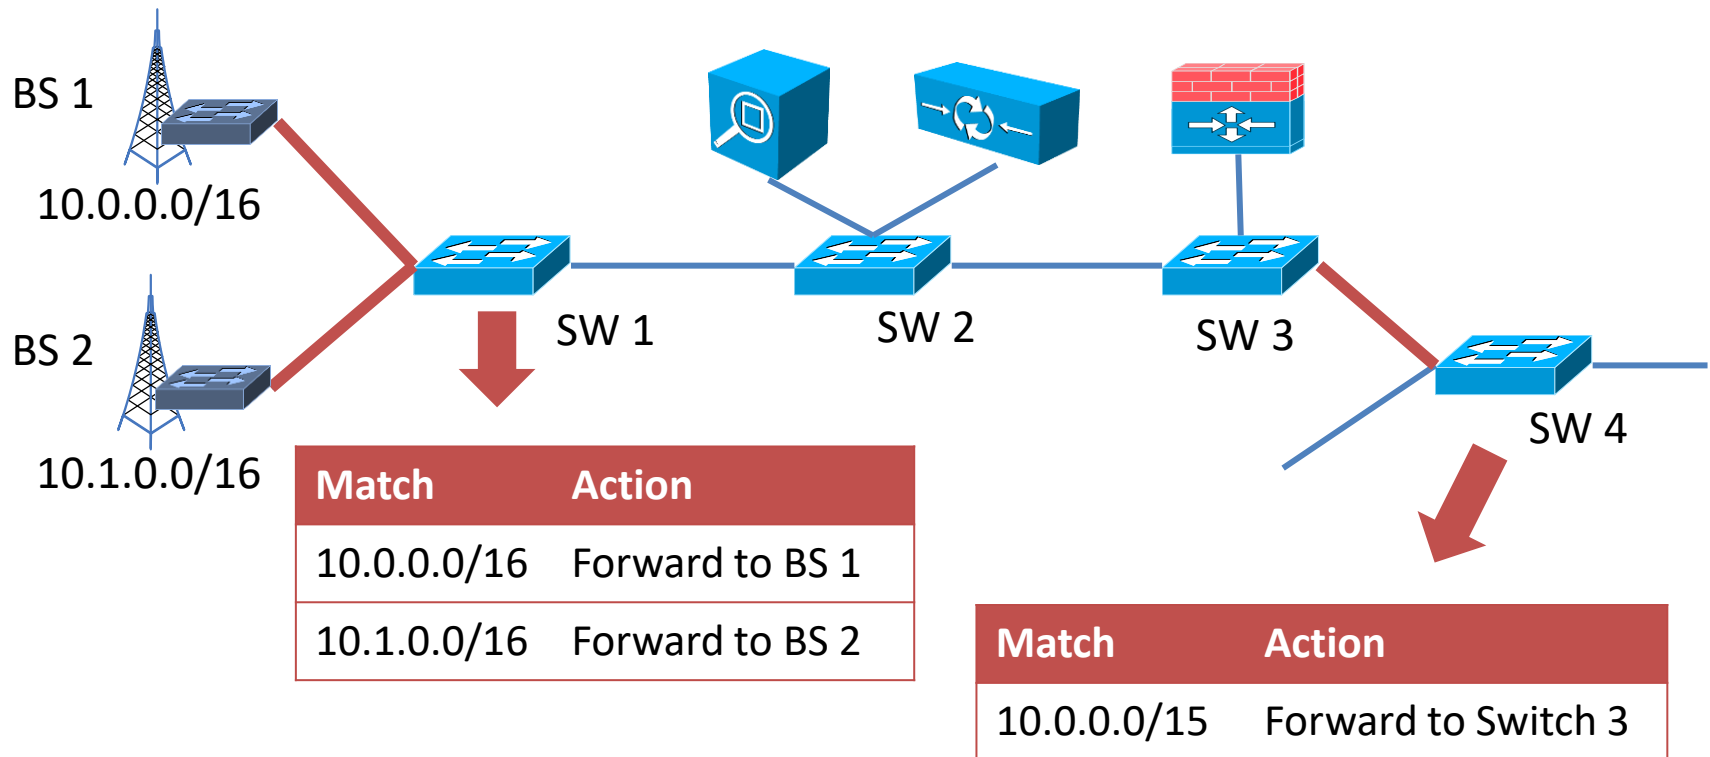 BS 1
10.0.0.0/16
BS 2
10.1.0.0/16
SW 1
SW 2
SW 3
SW 4
Match Action
10.0.0.0/16 Forward to BS 1
10.1.0.0/16 Forward to BS 2
Match Action
10.0.0.0/15 Forward to Switch 3